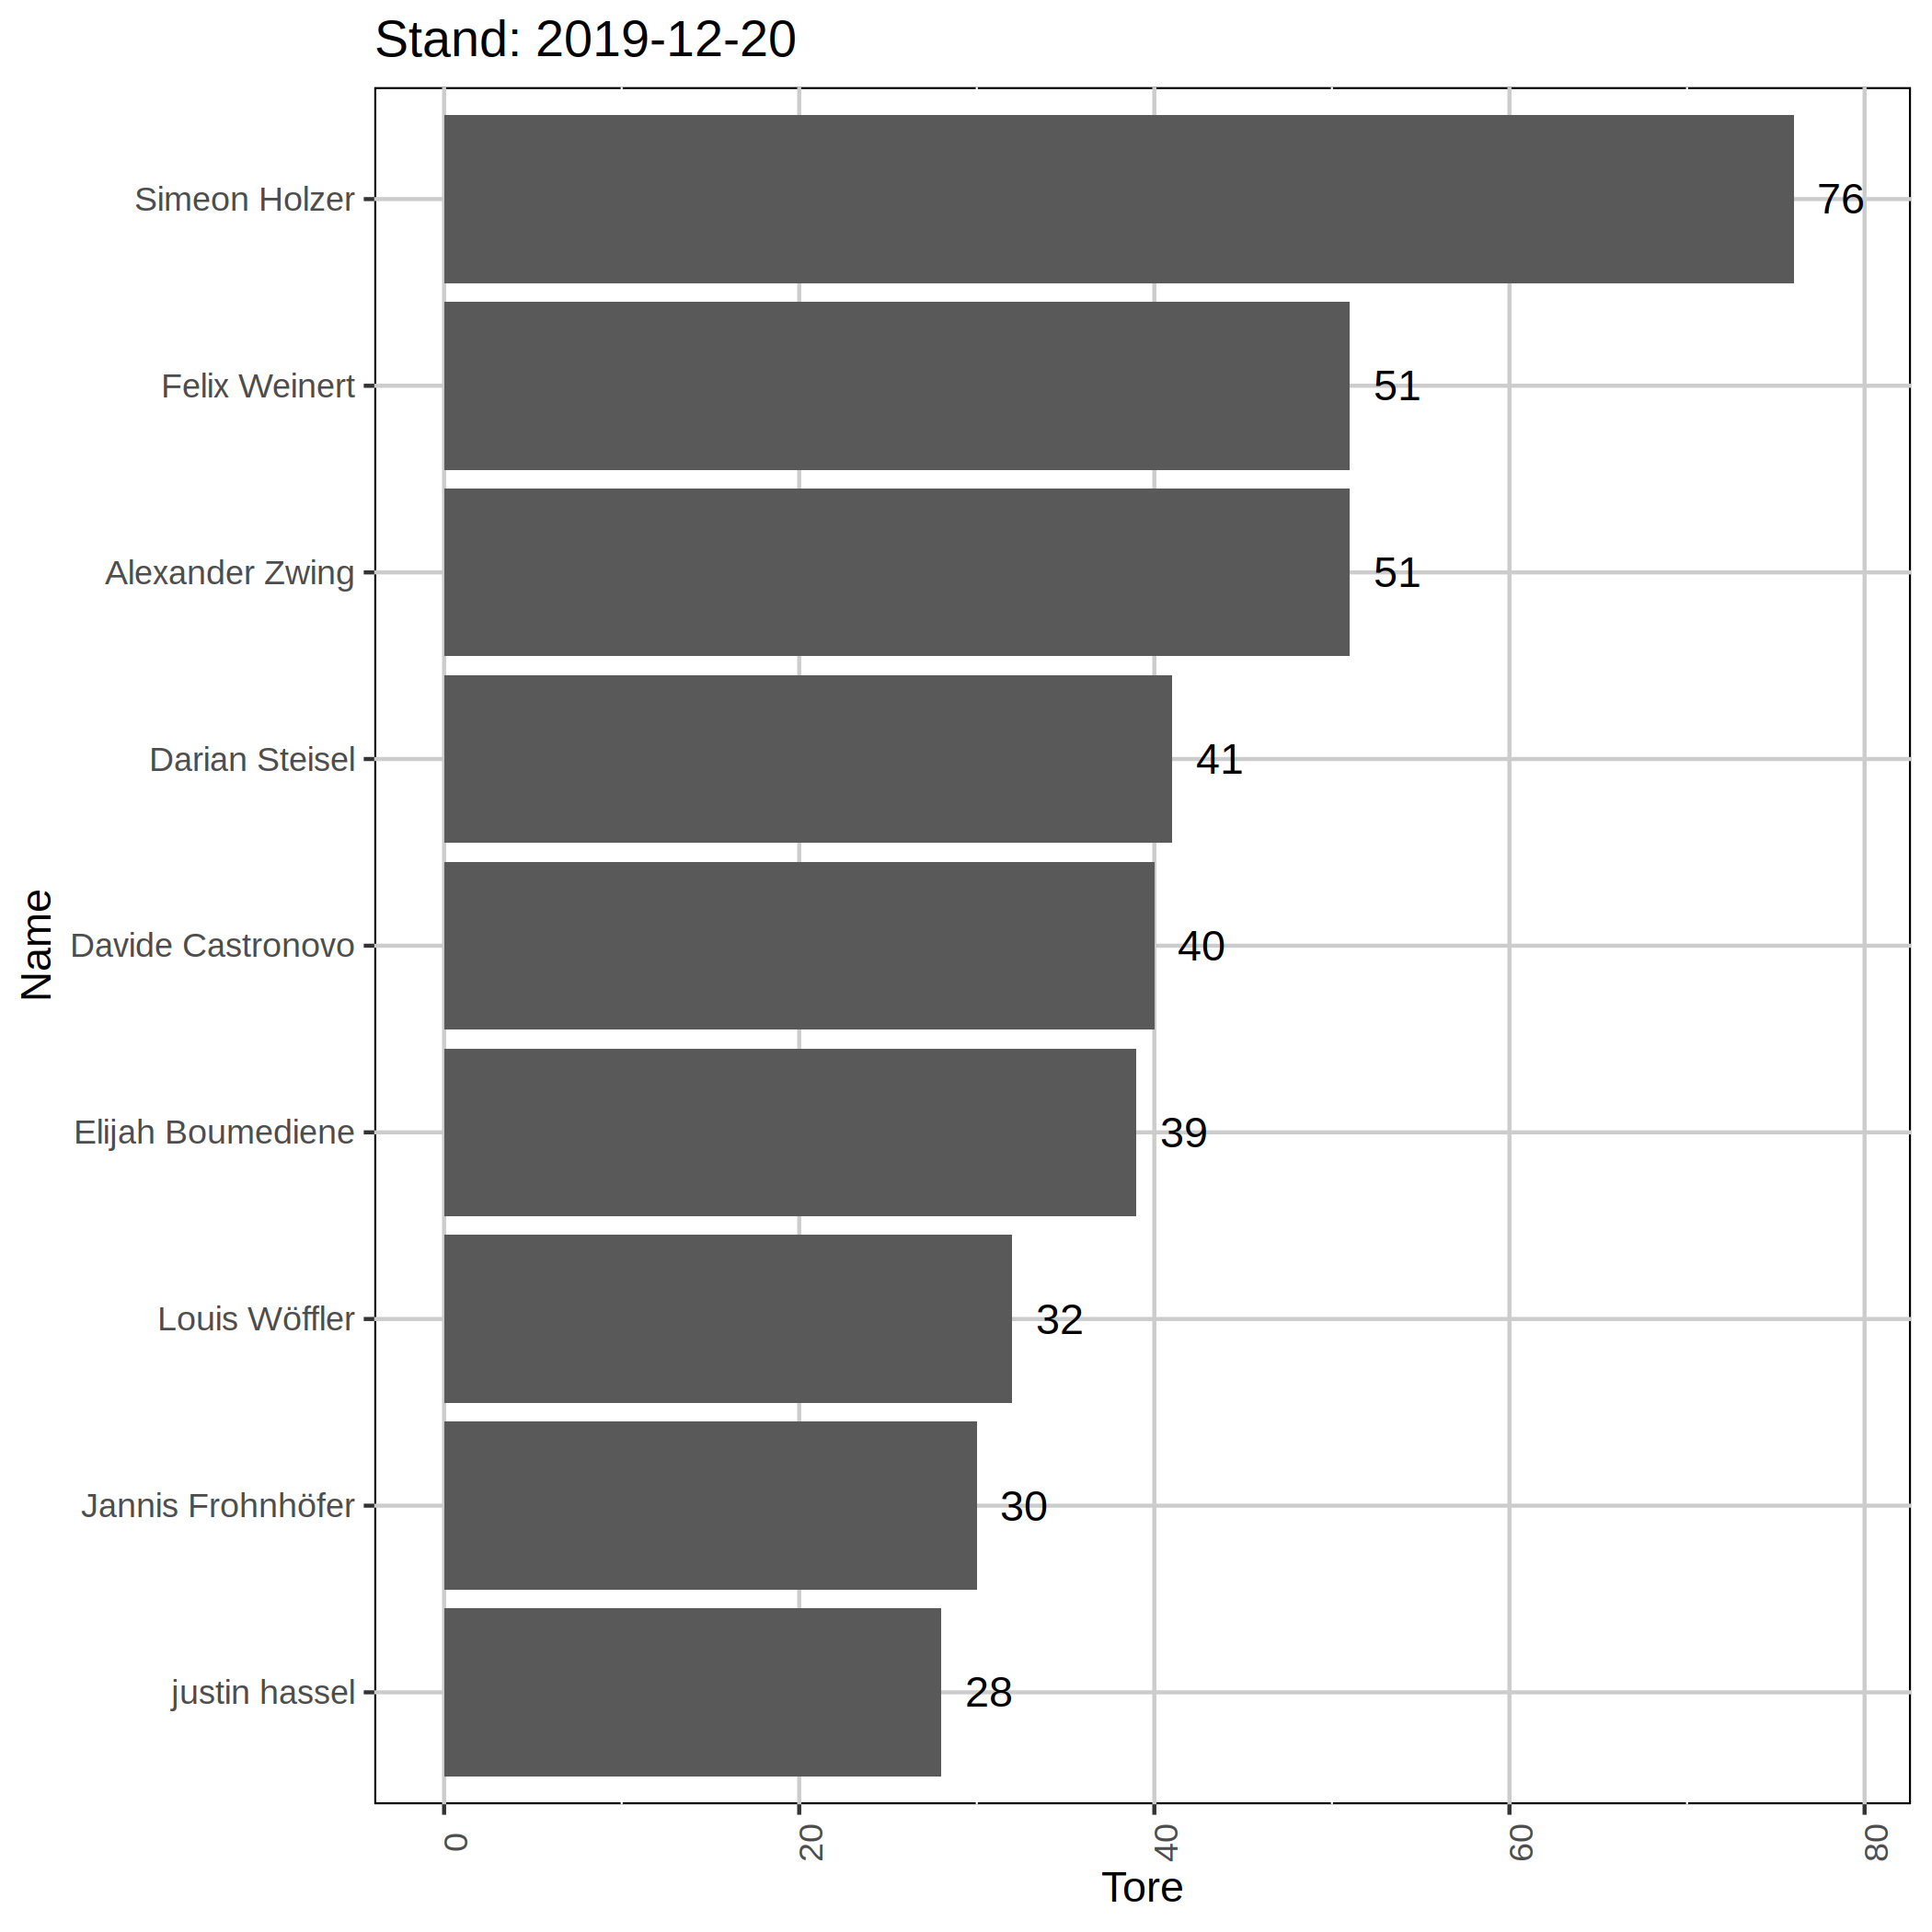 Stand: 2019-12-20
Simeon Holzer 76
Felix Weinert 51
Alexander Zwing 51
Darian Steisel 41
Davide Castronovo 40
Elijah Boumediene 39
Louis Wöffler 32
Jannis Frohnhöfer 30
justin hassel 28
Name
0 20 40 60 80
Tore